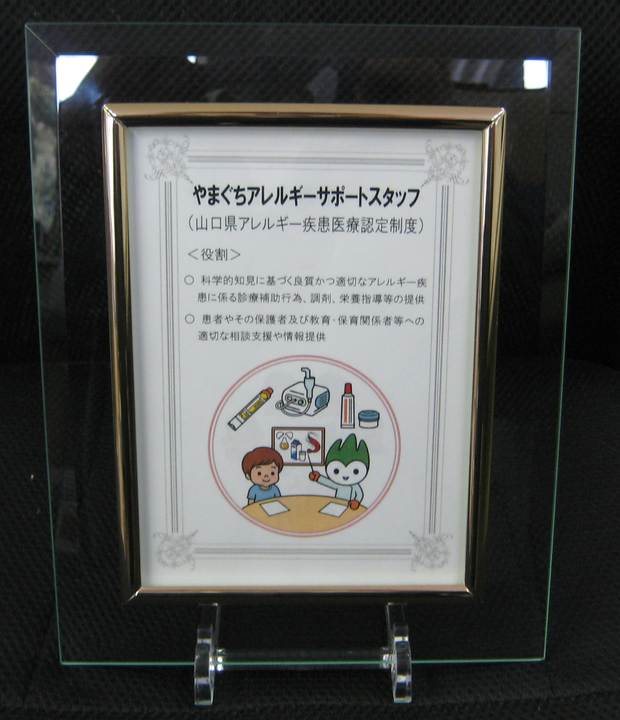 やまぐちアレルギーサポートスタッフ
（山口県アレルギー疾患医療認定制度）
＜役割＞
○ 科学的知見に基づく良質かつ適切なアレルギー疾
患に係る診療補助行為、調剤、栄養指導等の提供
○ 患者やその保護者及び教育・保育関係者等への
適切な相談支援や情報提供